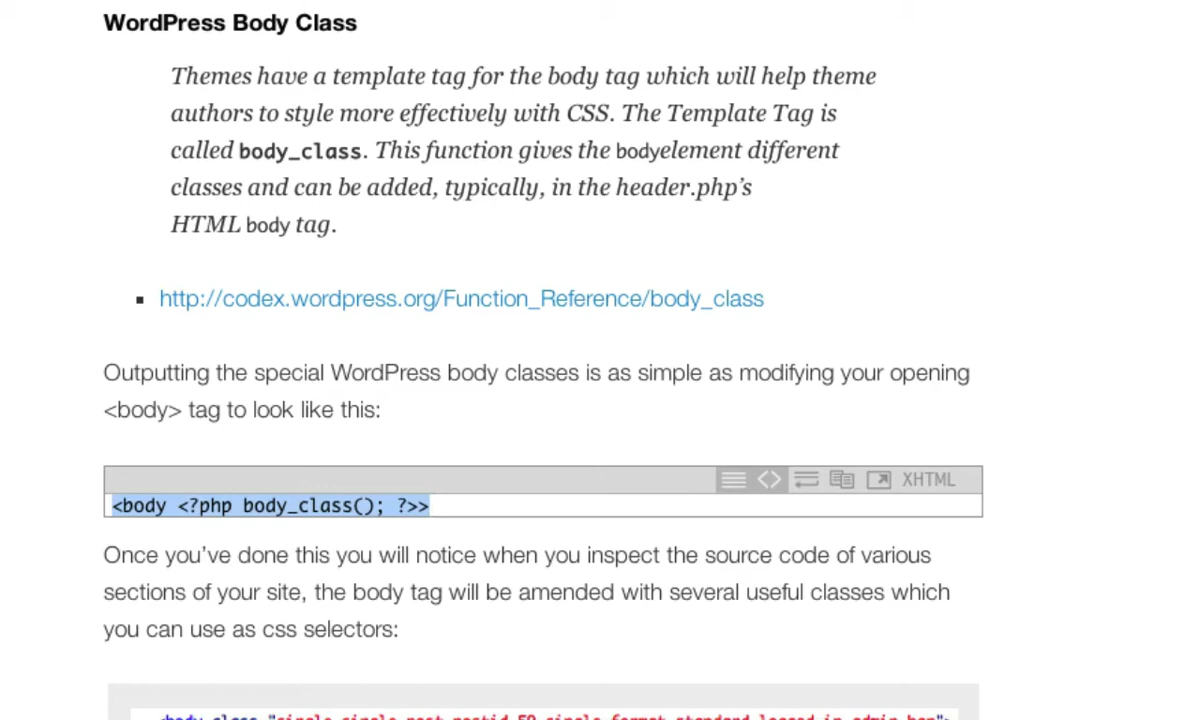 WordPress Body Class
Themes have a template tag for the body tag which will help theme
authors to style more effectively with CSS. The Template Tag is
called body_class. This function gives the bodyelement different
classes and can be added, typically, in the header.php’s
HTML body tag.
http://codex.wordpress.org/Function_Reference/body_class
Outputting the special WordPress body classes is as simple as modifying your opening
<body> tag to look like this:
XHTML
<body <?php body_class(); ?>>
Once you’ve done this you will notice when you inspect the source code of various
sections of your site, the body tag will be amended with several useful classes which
you can use as css selectors: